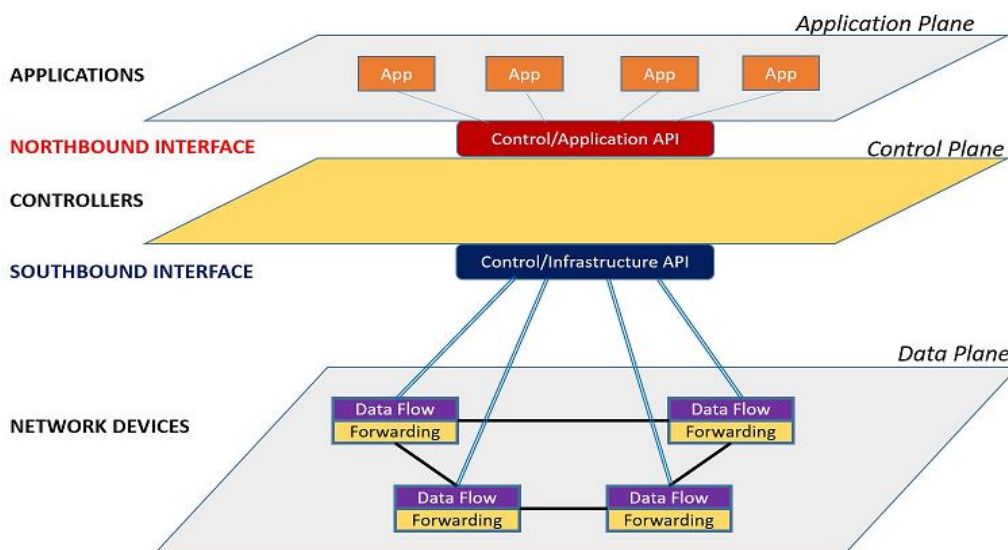 Application Plane
APPLICATIONS
App
App
App
App
NORTHBOUND INTERFACE
Control/Application API
Control Plane
CONTROLLERS
SOUTHBOUND INTERFACE
Control/Infrastructure API
Data Plane
NETWORK DEVICES
Data Flow
Forwarding
Data Flow
Forwarding
Data Flow
Forwarding
Data Flow
Forwarding